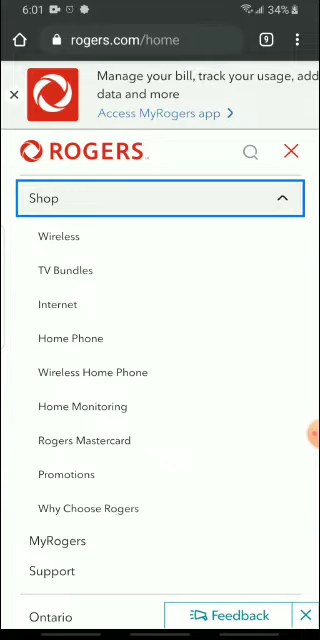 6:01
34%
rogers.com/home
9
Manage your bill, track your usage, add
data and more
Access MyRogers app
ROGERS
Shop
Wireless
TV Bundles
Internet
Home Phone
Wireless Home Phone
Home Monitoring
Rogers Mastercard
Promotions
Why Choose Rogers
MyRogers
Support
Ontario
Feedback